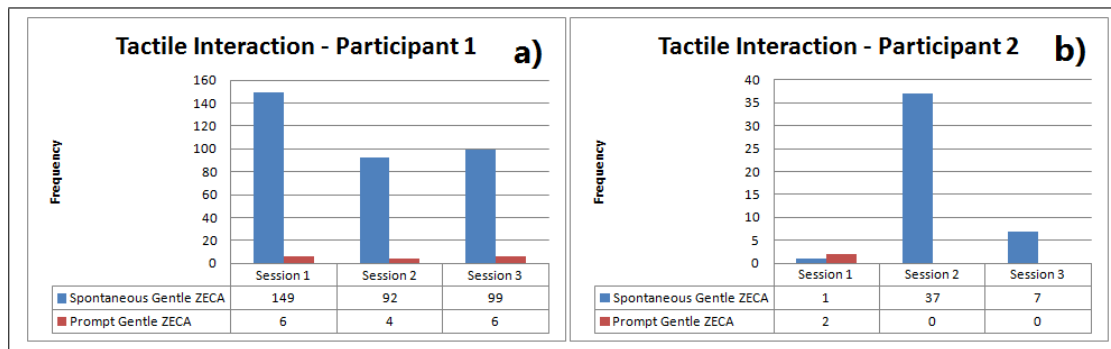 Tactile Interaction - Participant 1
a)
Frequency
160
140
120
100
80
60
40
20
0
Session 1 Session 2 Session 3
Spontaneous Gentle ZECA 149 92 99
Prompt Gentle ZECA 6 4 6
Tactile Interaction - Participant 2
b)
Frequency
40
35
30
25
20
15
10
5
0
Session 1 Session 2 Session 3
Spontaneous Gentle ZECA 1 37 7
Prompt Gentle ZECA 2 0 0